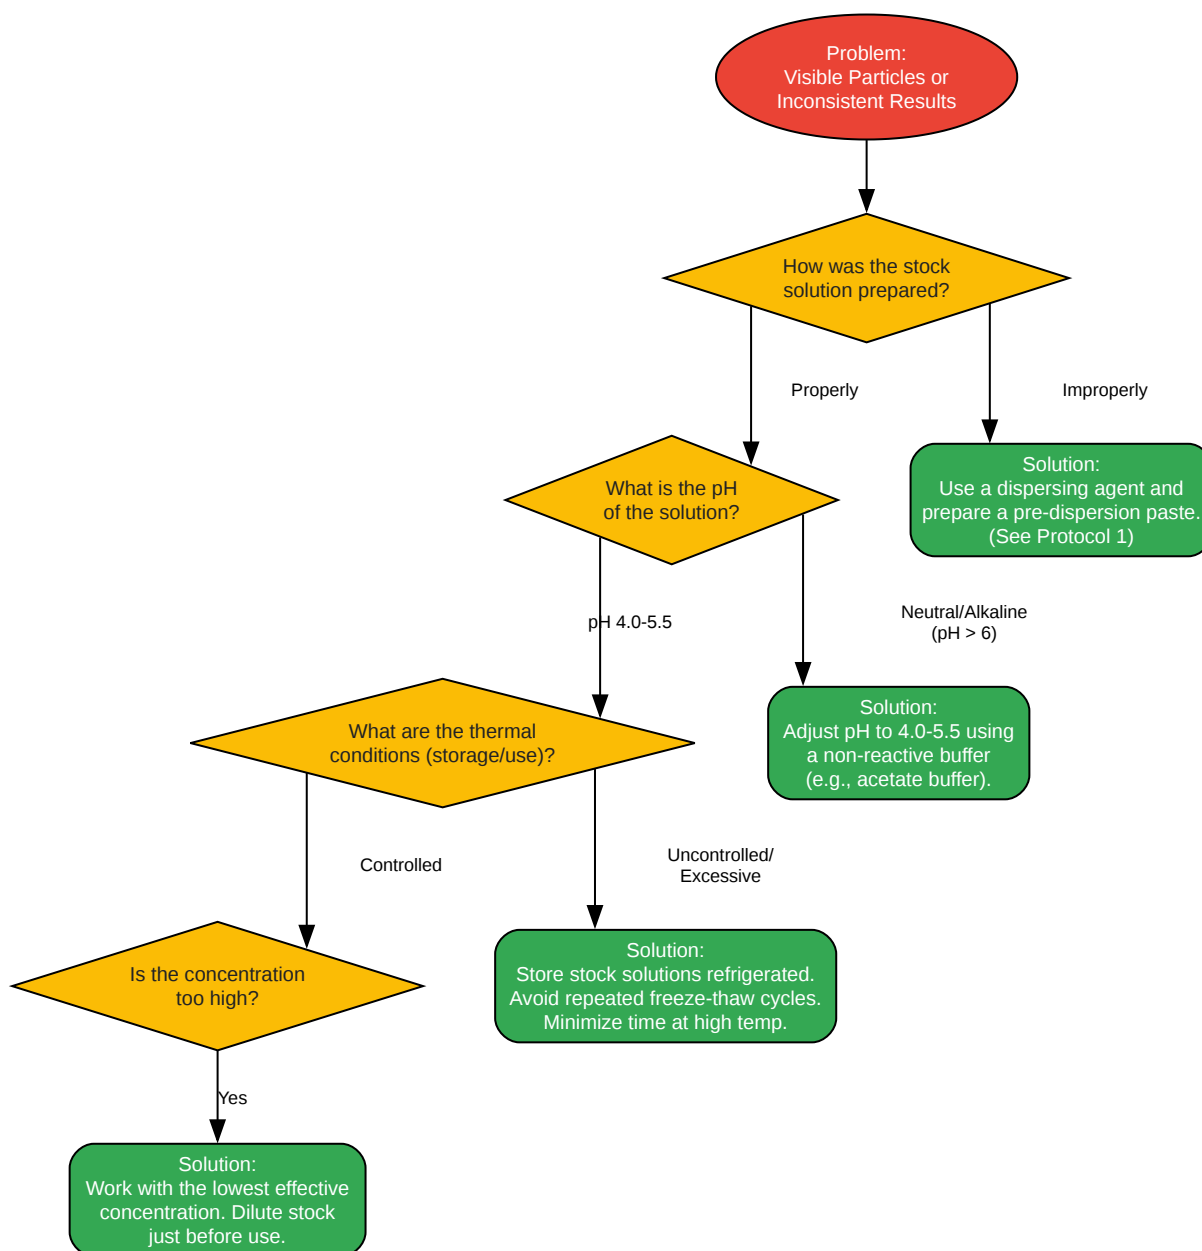 Problem:
Visible Particles or
Inconsistent Results
How was the stock
solution prepared?
Properly
Improperly
What is the pH
of the solution?
Solution:
Use a dispersing agent and
prepare a pre-dispersion paste.
(See Protocol 1)
pH 4.0-5.5
Neutral/Alkaline
(pH > 6)
What are the thermal
conditions (storage/use)?
Solution:
Adjust pH to 4.0-5.5 using
a non-reactive buffer
(e.g., acetate buffer).
Controlled
Uncontrolled/
Excessive
Is the concentration
too high?
Solution:
Store stock solutions refrigerated.
Avoid repeated freeze-thaw cycles.
Minimize time at high temp.
Yes
Solution:
Work with the lowest effective
concentration. Dilute stock
just before use.